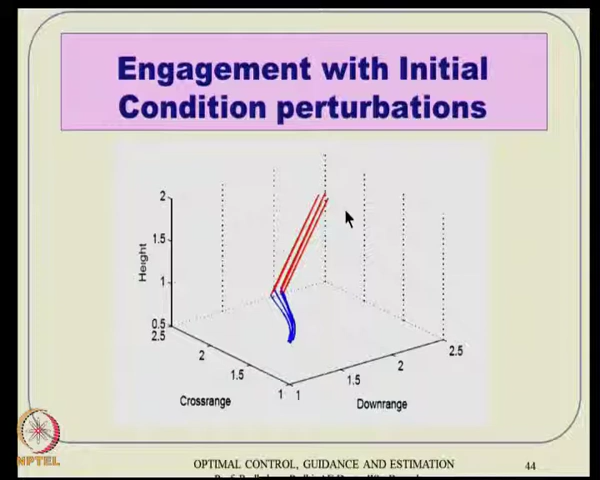 Engagement with Initial
Condition perturbations
2
1.5
1
0.5
Height
2.5
2
1.5
1
Crossrange
1
1.5
2
2.5
Downrange
NPTEL
OPTIMAL CONTROL, GUIDANCE AND ESTIMATION
44